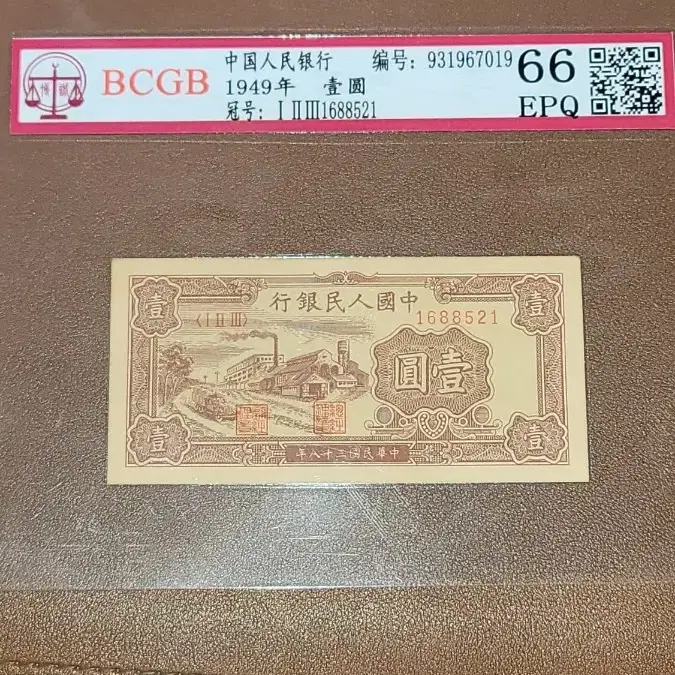 BCGB
中国人民银行 编号: 931967019
1949年 壹圆
冠号: ⅠⅡⅢ1688521
66
EPQ
行銀民人國中
壹
壹
〈Ⅰ Ⅱ Ⅲ〉
1688521
圓壹
壹
壹
年八十三國民華中